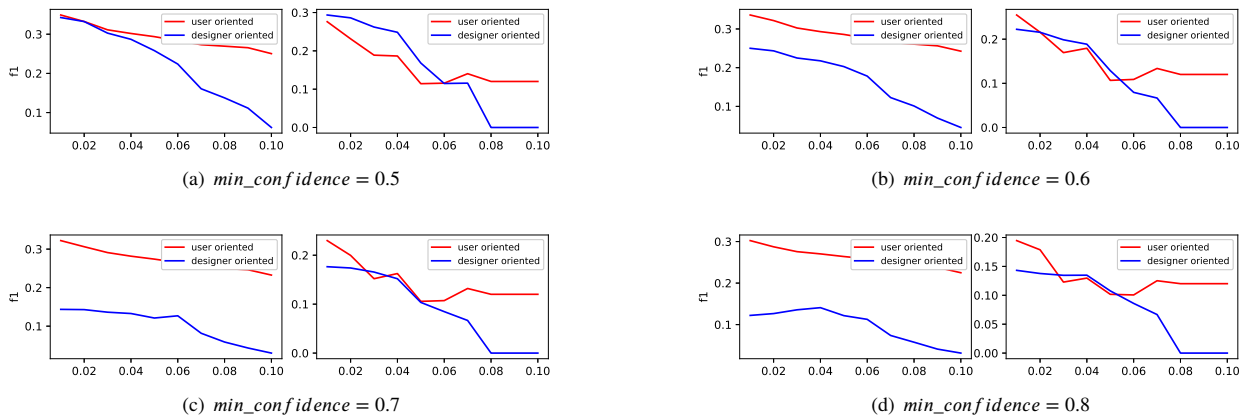 f1
0.3
0.2
0.1
0.02 0.04 0.06 0.08 0.10
user oriented
designer oriented
0.3
0.2
0.1
0.0
0.02 0.04 0.06 0.08 0.10
user oriented
designer oriented
(a) min_confidence = 0.5
f1
0.3
0.2
0.1
0.02 0.04 0.06 0.08 0.10
user oriented
designer oriented
0.2
0.1
0.0
0.02 0.04 0.06 0.08 0.10
user oriented
designer oriented
(b) min_confidence = 0.6
f1
0.3
0.2
0.1
0.02 0.04 0.06 0.08 0.10
user oriented
designer oriented
0.2
0.1
0.0
0.02 0.04 0.06 0.08 0.10
user oriented
designer oriented
(c) min_confidence = 0.7
f1
0.3
0.2
0.1
0.02 0.04 0.06 0.08 0.10
user oriented
designer oriented
0.20
0.15
0.10
0.05
0.00
0.02 0.04 0.06 0.08 0.10
user oriented
designer oriented
(d) min_confidence = 0.8